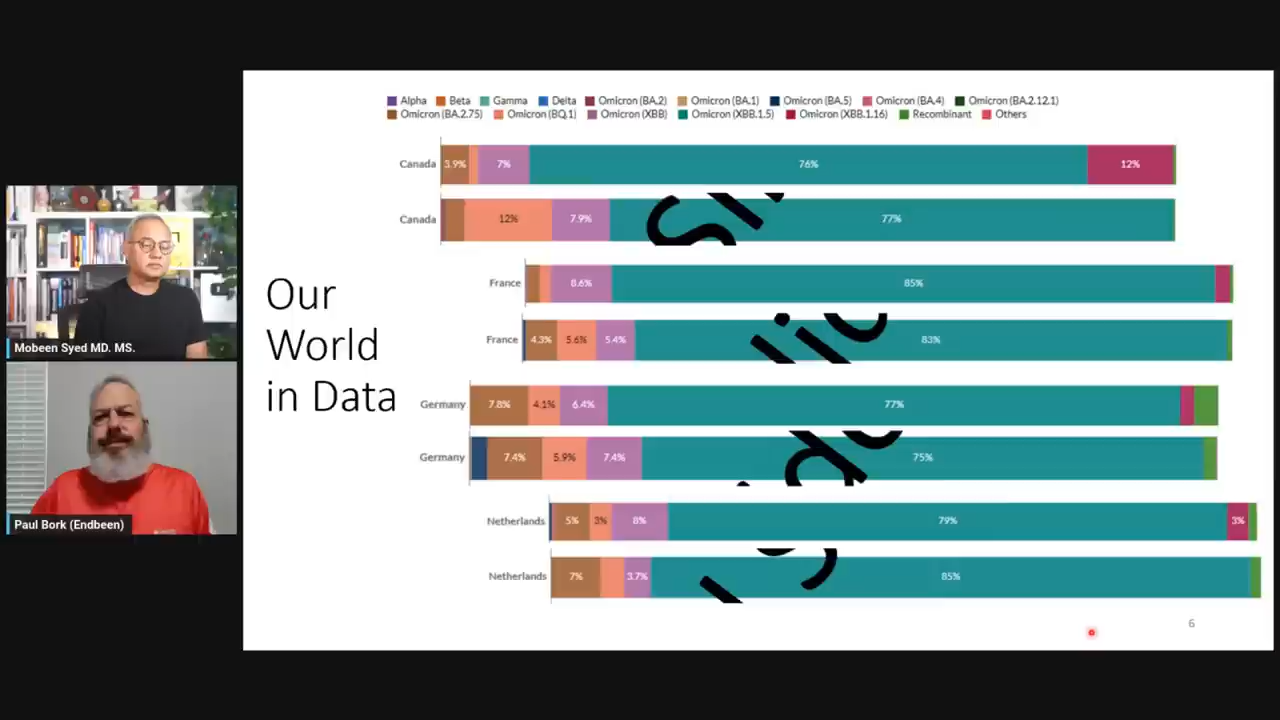 Alpha Beta Gamma Delta Omicron (BA.2) Omicron (BA.1) Omicron (BA.5) Omicron (BA.4) Omicron (BA.2.12.1)
Omicron (BA.2.75) Omicron (BQ.1) Omicron (XBB) Omicron (XBB.1.5) Omicron (XBB.1.16) Recombinant Others
Canada 3.9% 7% 76% 12%
Canada 12% 7.9% 77%
France 8.6% 85%
France 4.3% 5.6% 5.4% 83%
Germany 7.8% 4.1% 6.4% 77%
Germany 7.4% 5.9% 7.4% 75%
Netherlands 5% 3% 8% 79% 3%
Netherlands 7% 3.7% 85%
Our
World
in Data
Mobeen Syed MD. MS.
Paul Bork (Endbeen)
6